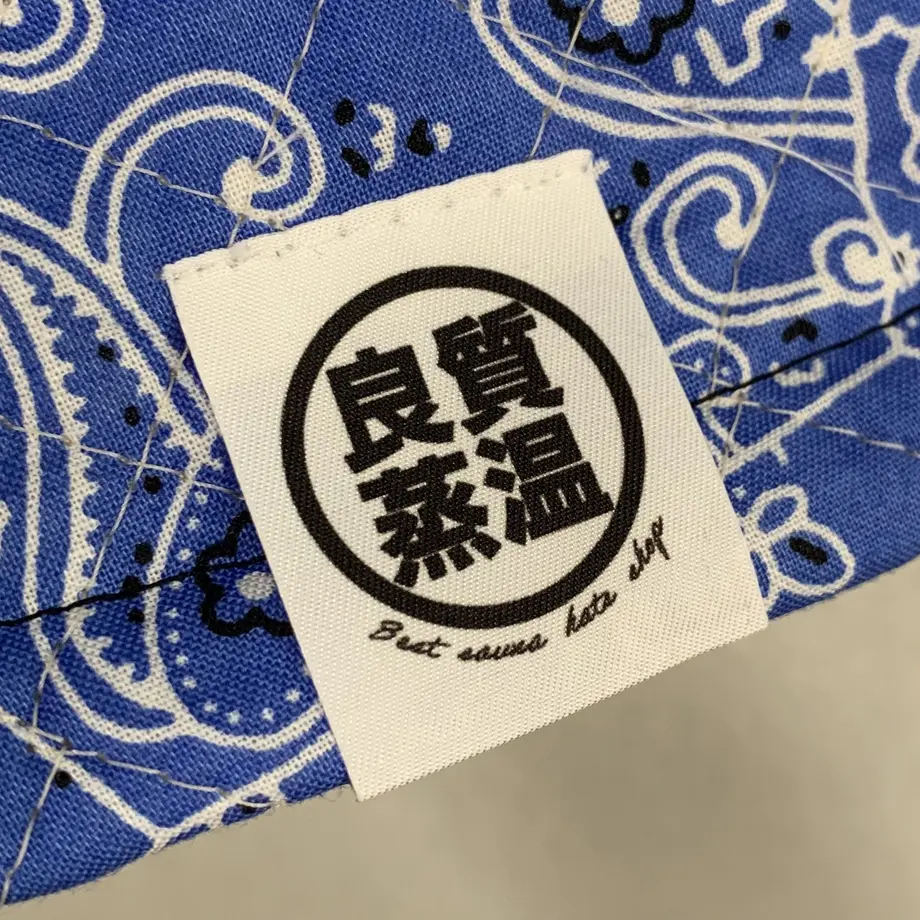 良質
蒸温
Best sauna hats shop